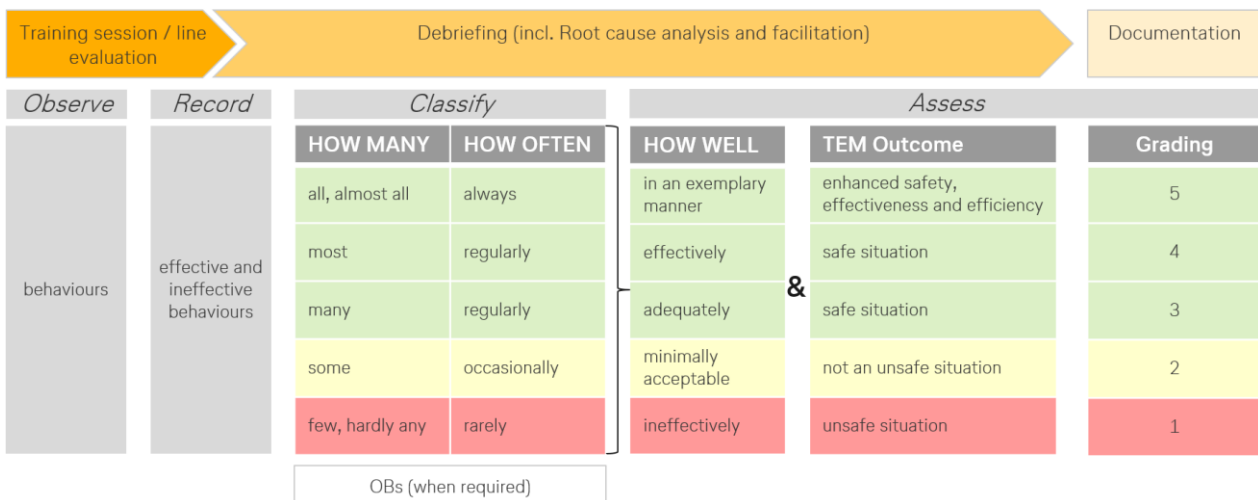 Training session / line
evaluation
Debriefing (incl. Root cause analysis and facilitation)
Documentation
Observe
Record
Classify
Assess
HOW MANY
HOW OFTEN
HOW WELL
TEM Outcome
Grading
behaviours
effective and
ineffective
behaviours
all, almost all
always
in an exemplary
manner
enhanced safety,
effectiveness and efficiency
5
most
regularly
effectively
safe situation
4
&
many
regularly
adequately
safe situation
3
some
occasionally
minimally
acceptable
not an unsafe situation
2
few, hardly any
rarely
ineffectively
unsafe situation
1
OBs (when required)